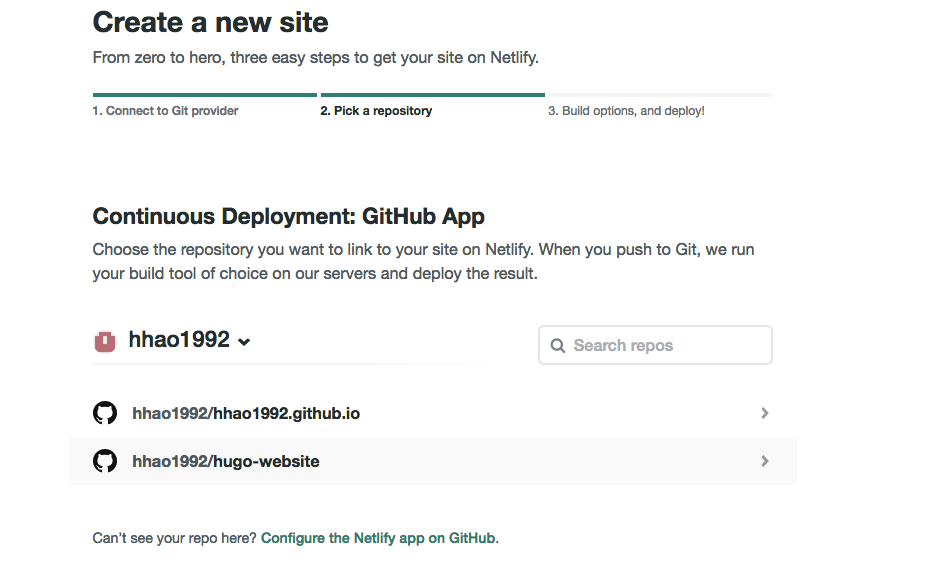 Create a new site
From zero to hero, three easy steps to get your site on Netlify.
1. Connect to Git provider
2. Pick a repository
3. Build options, and deploy!
Continuous Deployment: GitHub App
Choose the repository you want to link to your site on Netlify. When you push to Git, we run
your build tool of choice on our servers and deploy the result.
hhao1992
Search repos
hhao1992/hhao1992.github.io
hhao1992/hugo-website
Can't see your repo here? Configure the Netlify app on GitHub.